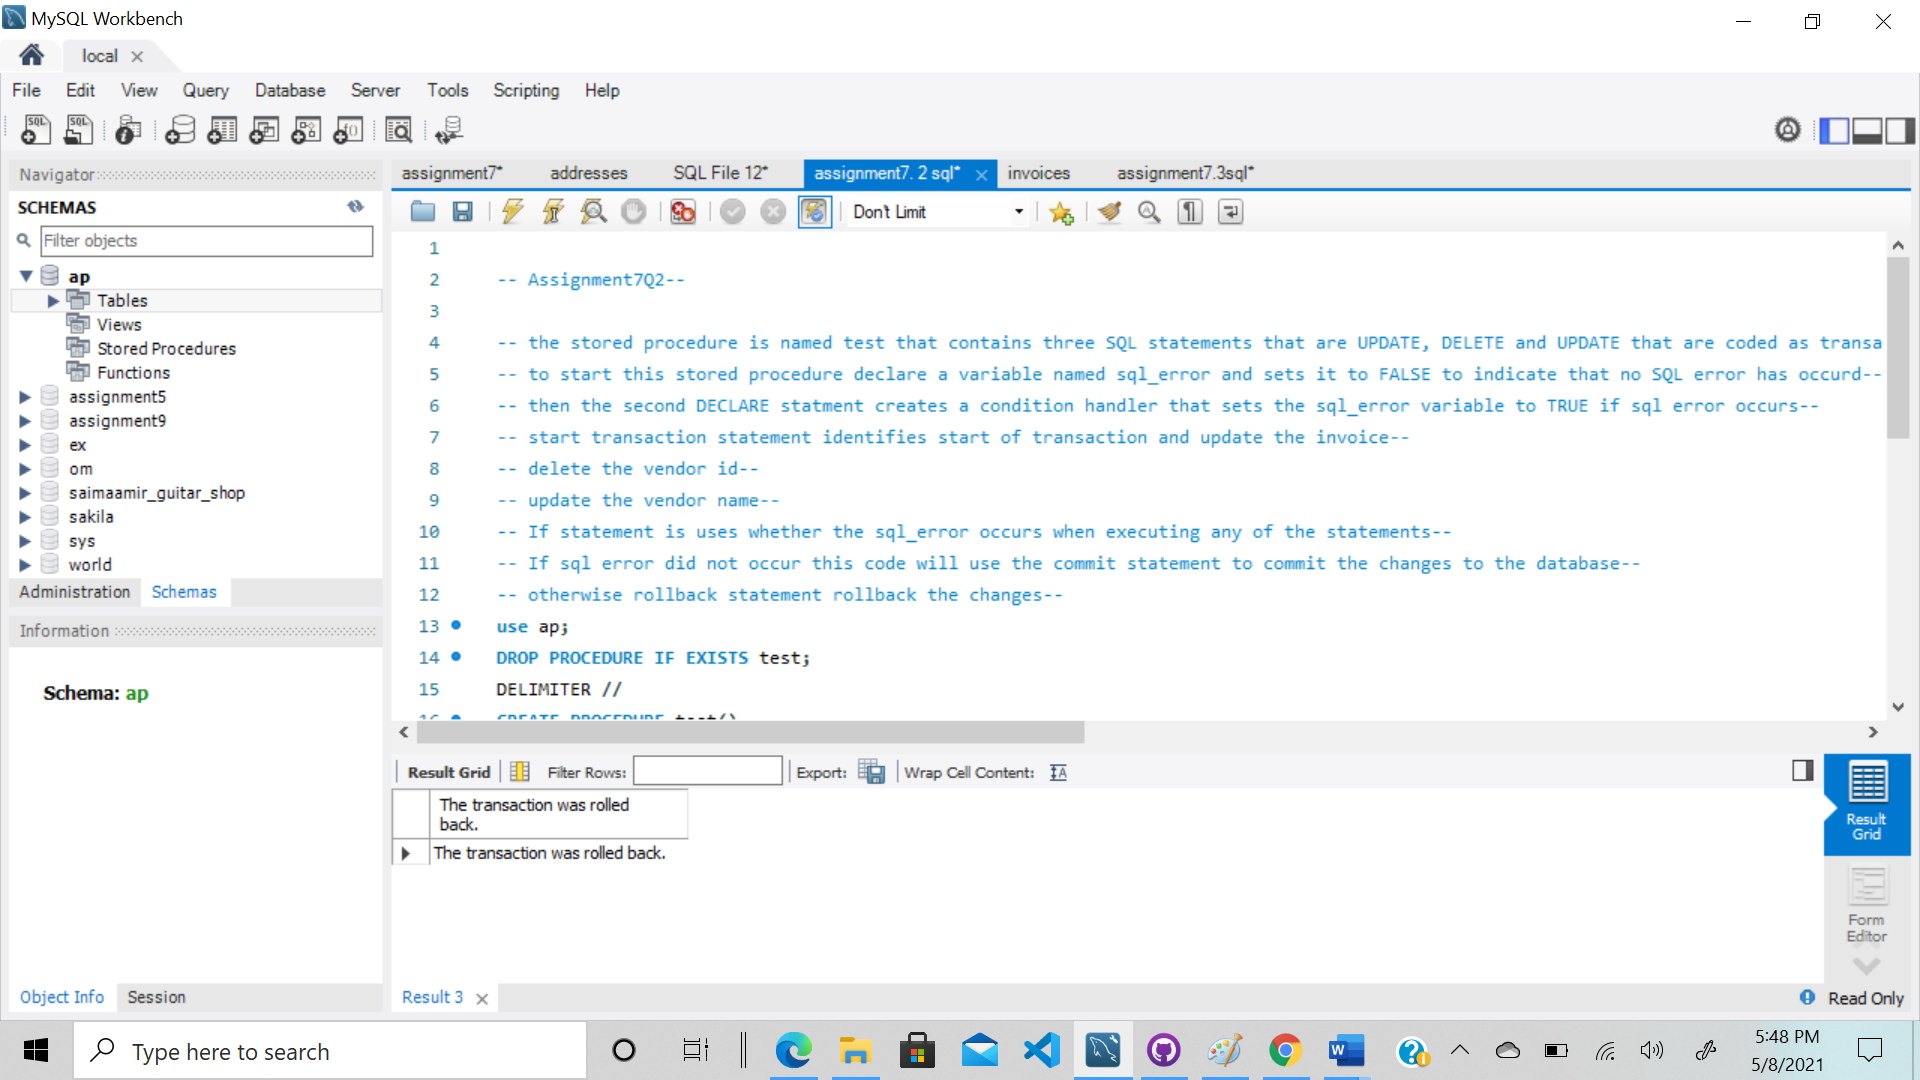 MySQL Workbench
local
File Edit View Query Database Server Tools Scripting Help
Navigator
SCHEMAS
Filter objects
ap
Tables
Views
Stored Procedures
Functions
assignment5
assignment9
ex
om
saimaamir_guitar_shop
sakila
sys
world
Administration Schemas
Information
Schema: ap
Object Info Session
assignment7* addresses SQL File 12* assignment7. 2 sql* invoices assignment7.3sql*
Don't Limit
1
2 -- Assignment7Q2--
3
4 -- the stored procedure is named test that contains three SQL statements that are UPDATE, DELETE and UPDATE that are coded as transa
5 -- to start this stored procedure declare a variable named sql_error and sets it to FALSE to indicate that no SQL error has occurd--
6 -- then the second DECLARE statment creates a condition handler that sets the sql_error variable to TRUE if sql error occurs--
7 -- start transaction statement identifies start of transaction and update the invoice--
8 -- delete the vendor id--
9 -- update the vendor name--
10 -- If statement is uses whether the sql_error occurs when executing any of the statements--
11 -- If sql error did not occur this code will use the commit statement to commit the changes to the database--
12 -- otherwise rollback statement rollback the changes--
13 use ap;
14 DROP PROCEDURE IF EXISTS test;
15 DELIMITER //
16 CREATE PROCEDURE test()
Result Grid Filter Rows: Export: Wrap Cell Content:
The transaction was rolled
back.
The transaction was rolled back.
Result
Grid
Form
Editor
Result 3
Read Only
Type here to search
5:48 PM
5/8/2021